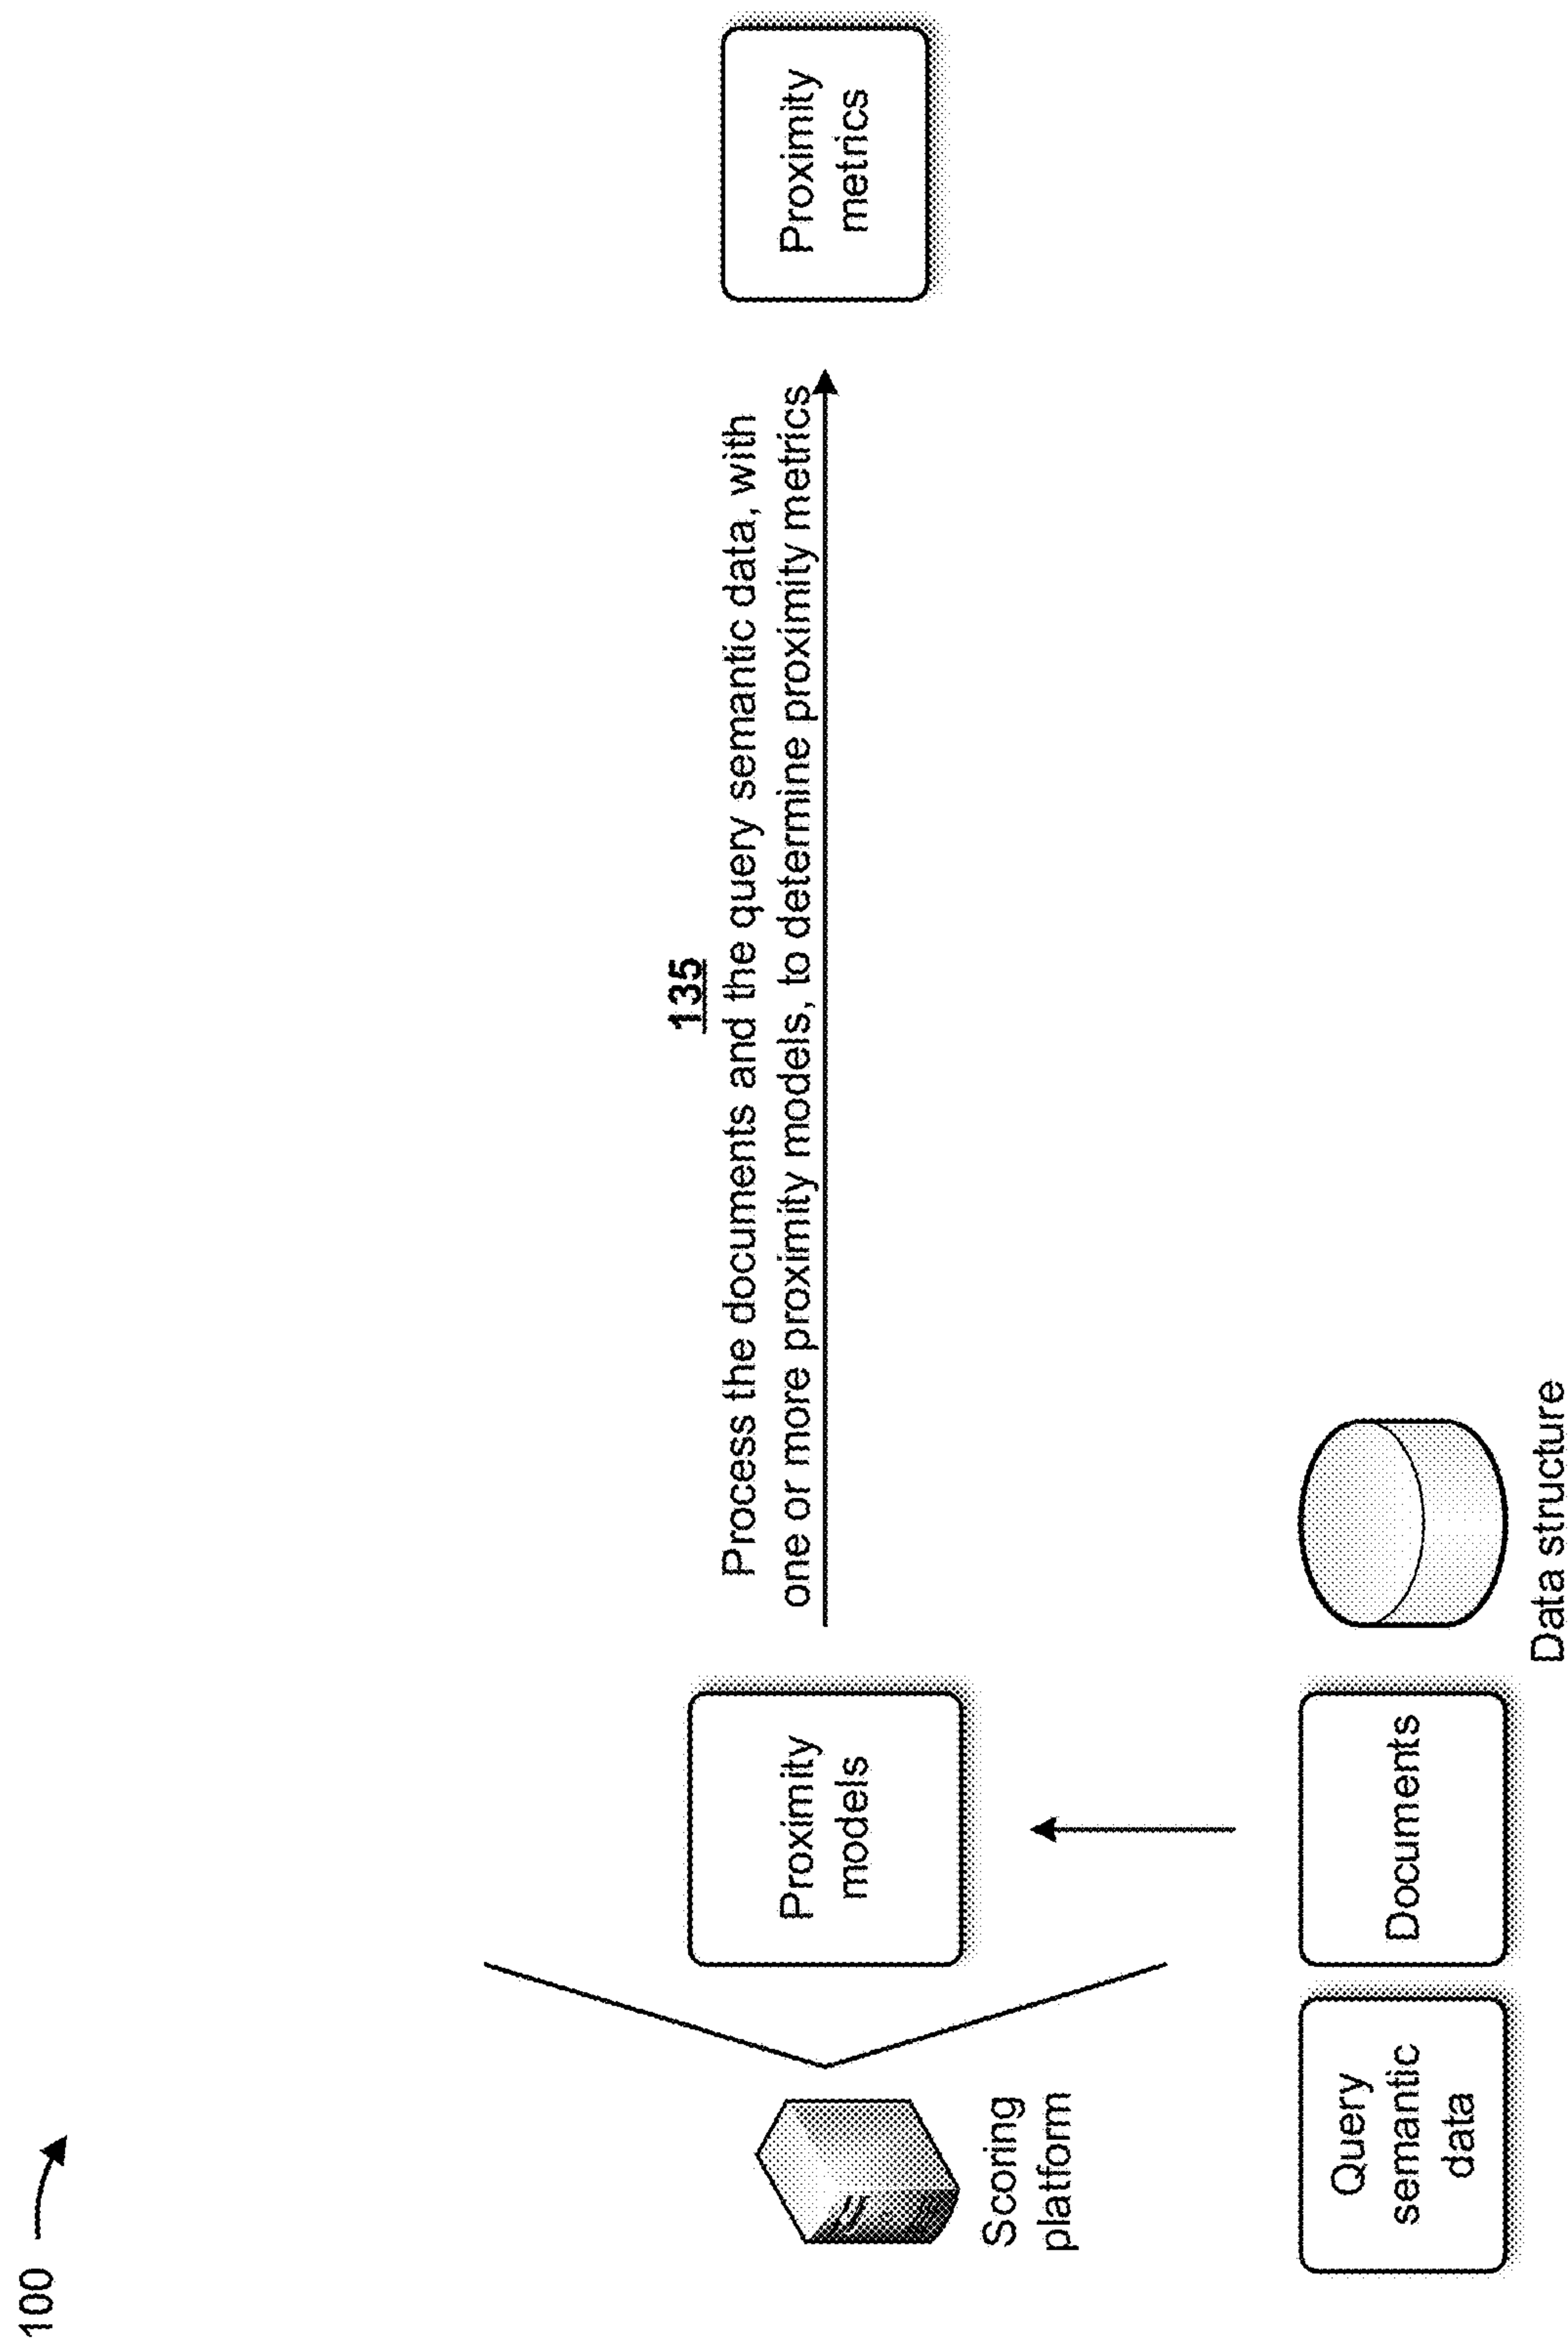 100
135
Process the documents and the query semantic data, with
one or more proximity models, to determine proximity metrics
Scoring
platform
Proximity
models
Proximity
metrics
Query
semantic
data
Documents
Data structure